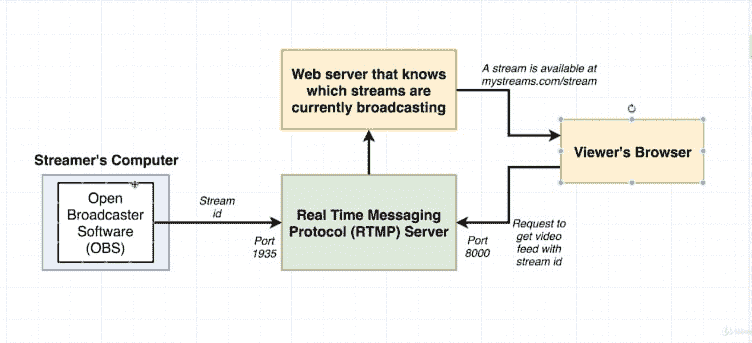 Web server that knows
which streams are
currently broadcasting
A stream is available at
mystreams.com/stream
Viewer's Browser
Streamer's Computer
Open
Broadcaster
Software
(OBS)
Stream
id
Port
1935
Real Time Messaging
Protocol (RTMP) Server
Port
8000
Request to
get video
feed with
stream id